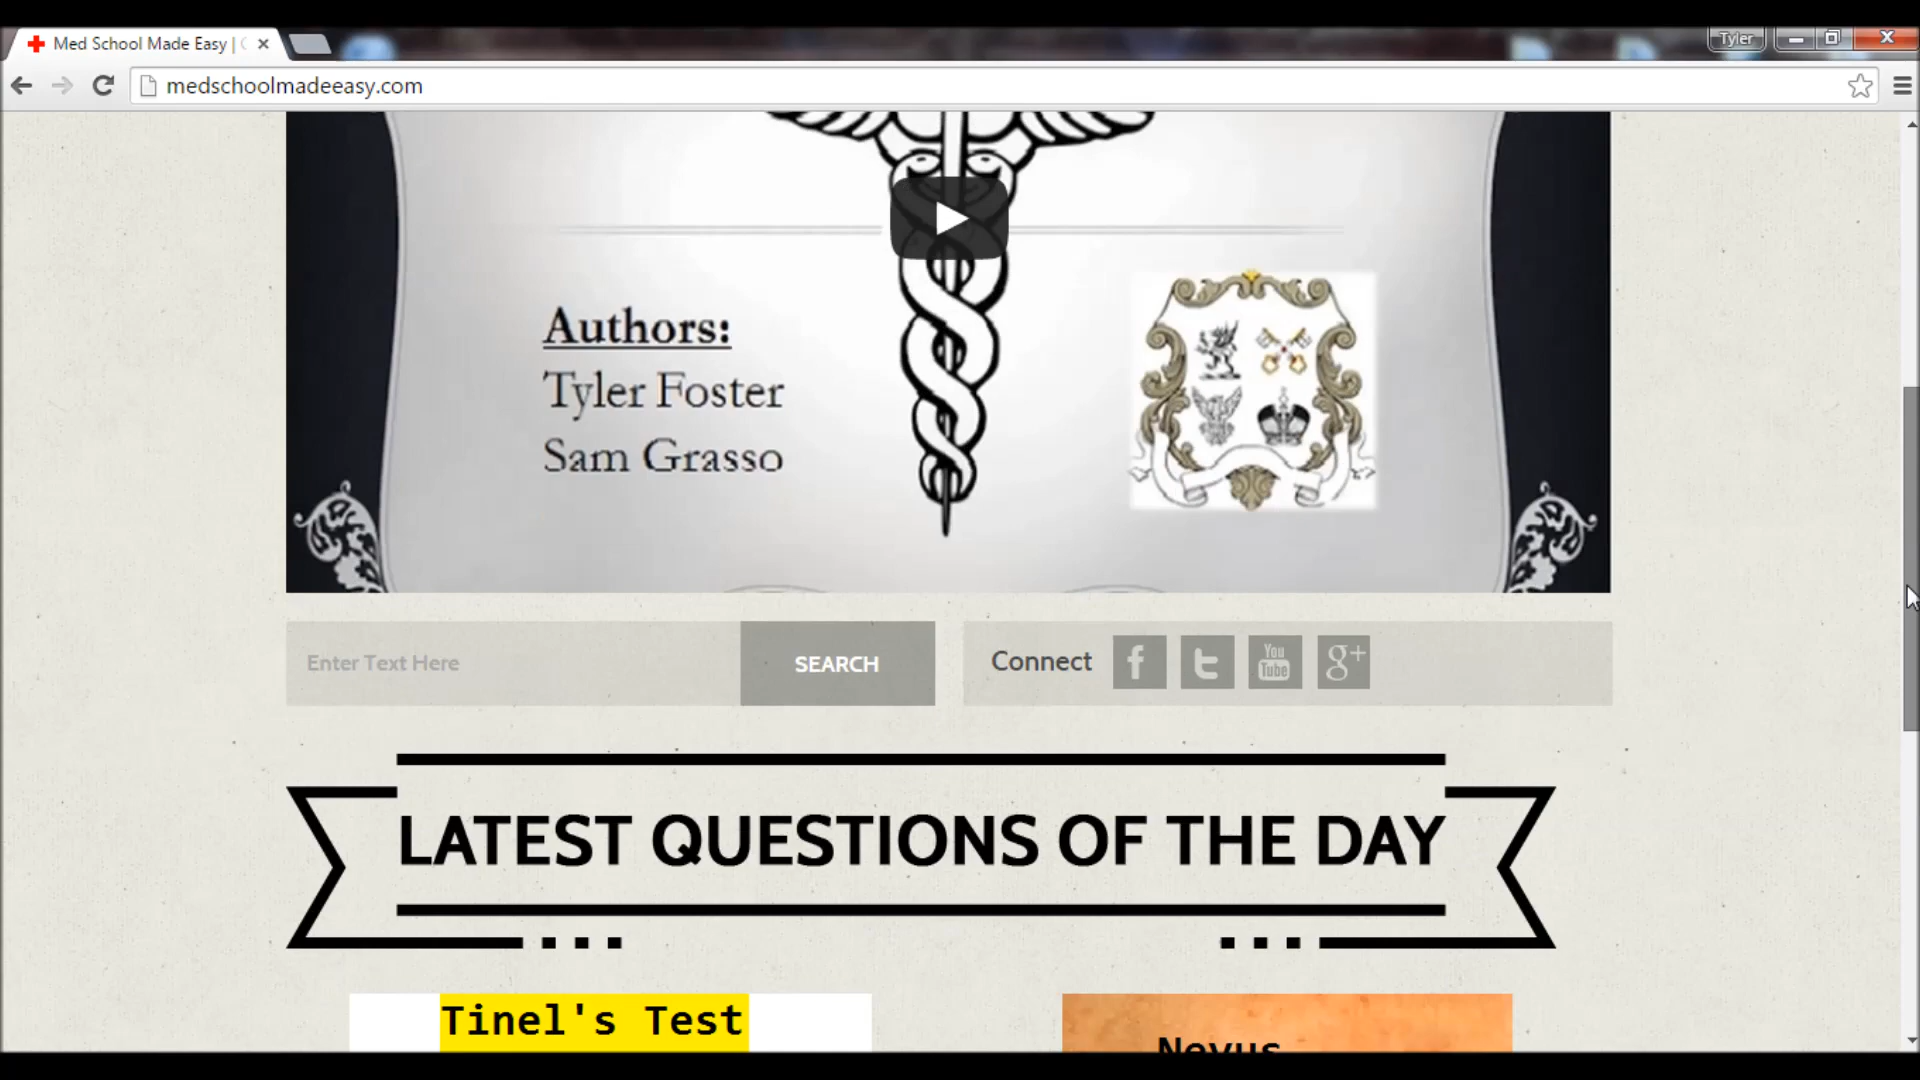 Med School Made Easy |
Tyler
medschoolmadeeasy.com
Authors:
Tyler Foster
Sam Grasso
Enter Text Here
SEARCH
Connect
f
t
You
Tube
g+
LATEST QUESTIONS OF THE DAY
Tinel's Test
Nevus